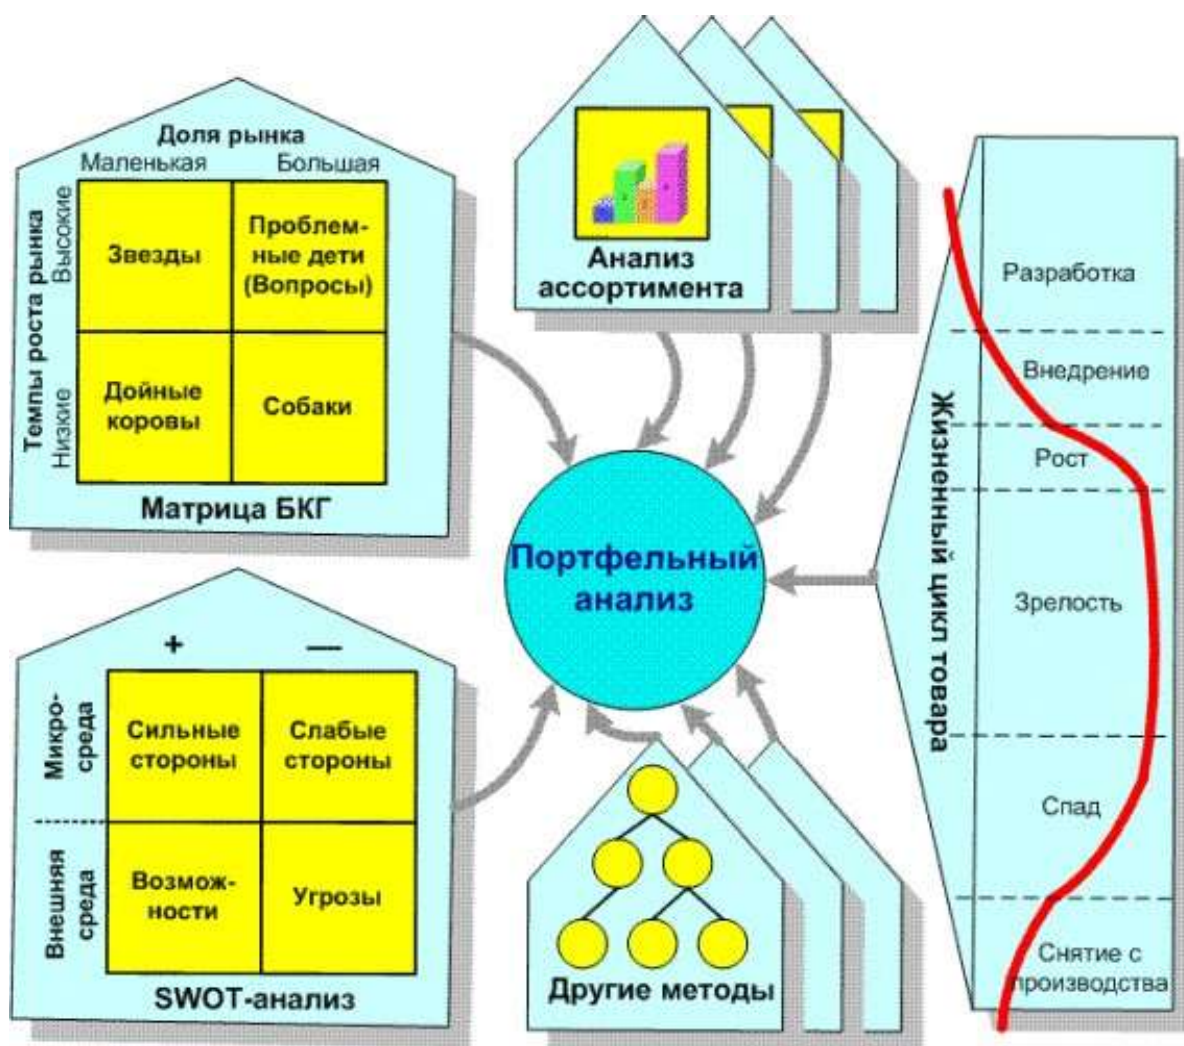 Доля рынка
Маленькая Большая
Темпы роста рынка
Высокие
Низкие
Звезды
Проблем-
ные дети
(Вопросы)
Дойные
коровы
Собаки
Матрица БКГ
Анализ
ассортимента
Жизненный цикл товара
Разработка
Внедрение
Рост
Зрелость
Спад
Снятие с
производства
Портфельный
анализ
+ —
Микро-
среда
Внешняя
среда
Сильные
стороны
Слабые
стороны
Возмож-
ности
Угрозы
SWOT-анализ
Другие методы